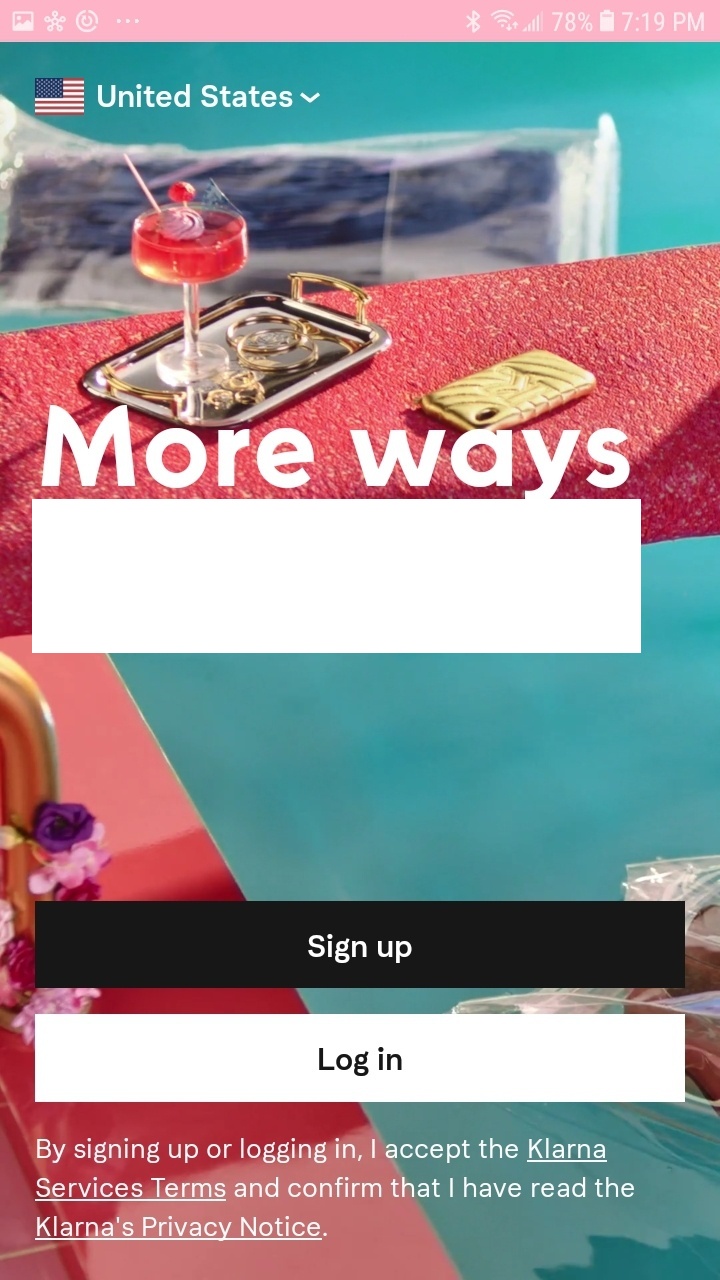 78% 7:19 PM
United States
More ways
Sign up
Log in
By signing up or logging in, I accept the Klarna
Services Terms and confirm that I have read the
Klarna's Privacy Notice.